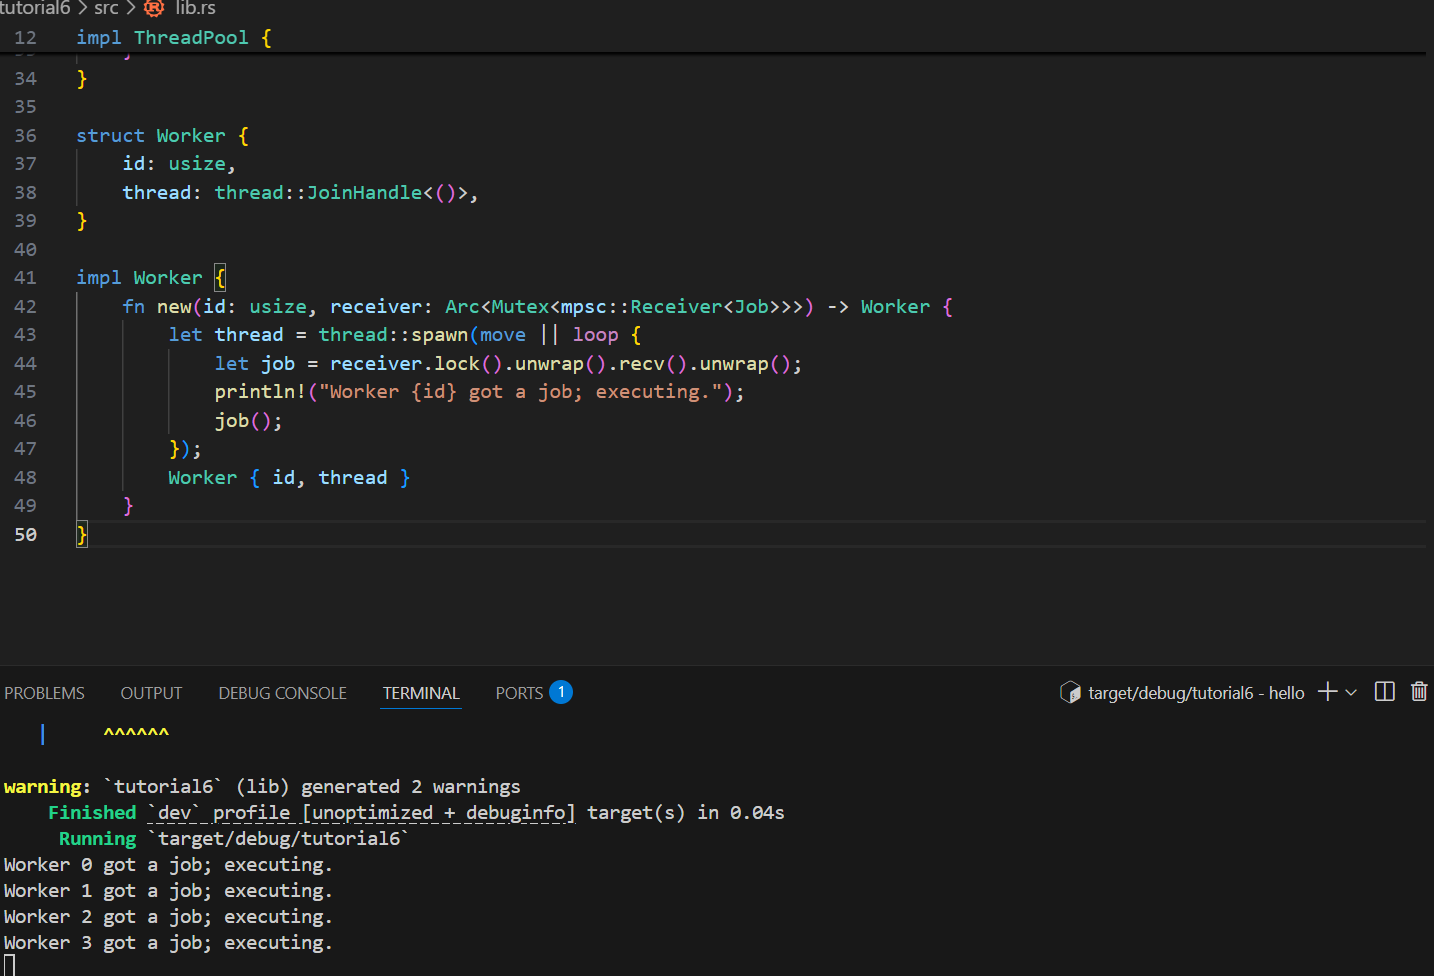 tutorial6 > src > lib.rs
12 impl ThreadPool {
33 }
34 }
35
36 struct Worker {
37 id: usize,
38 thread: thread::JoinHandle<()>,
39 }
40
41 impl Worker {
42 fn new(id: usize, receiver: Arc<Mutex<mpsc::Receiver<Job>>>) -> Worker {
43 let thread = thread::spawn(move || loop {
44 let job = receiver.lock().unwrap().recv().unwrap();
45 println!("Worker {id} got a job; executing.");
46 job();
47 });
48 Worker { id, thread }
49 }
50 }
PROBLEMS OUTPUT DEBUG CONSOLE TERMINAL PORTS 1 target/debug/tutorial6 - hello
| ^^^^^^
warning: `tutorial6` (lib) generated 2 warnings
Finished `dev` profile [unoptimized + debuginfo] target(s) in 0.04s
Running `target/debug/tutorial6`
Worker 0 got a job; executing.
Worker 1 got a job; executing.
Worker 2 got a job; executing.
Worker 3 got a job; executing.